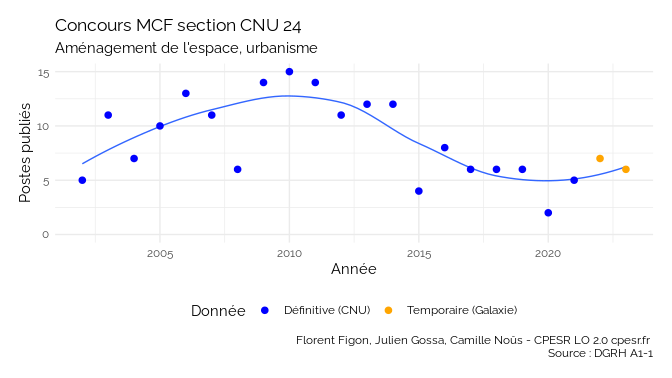 Concours MCF section CNU 24
Aménagement de l'espace, urbanisme
Postes publiés
15
10
5
0
2005 2010 2015 2020
Année
Donnée Définitive (CNU) Temporaire (Galaxie)
Florent Figon, Julien Gossa, Camille Noûs - CPESR LO 2.0 cpesr.fr
Source : DGRH A1-1